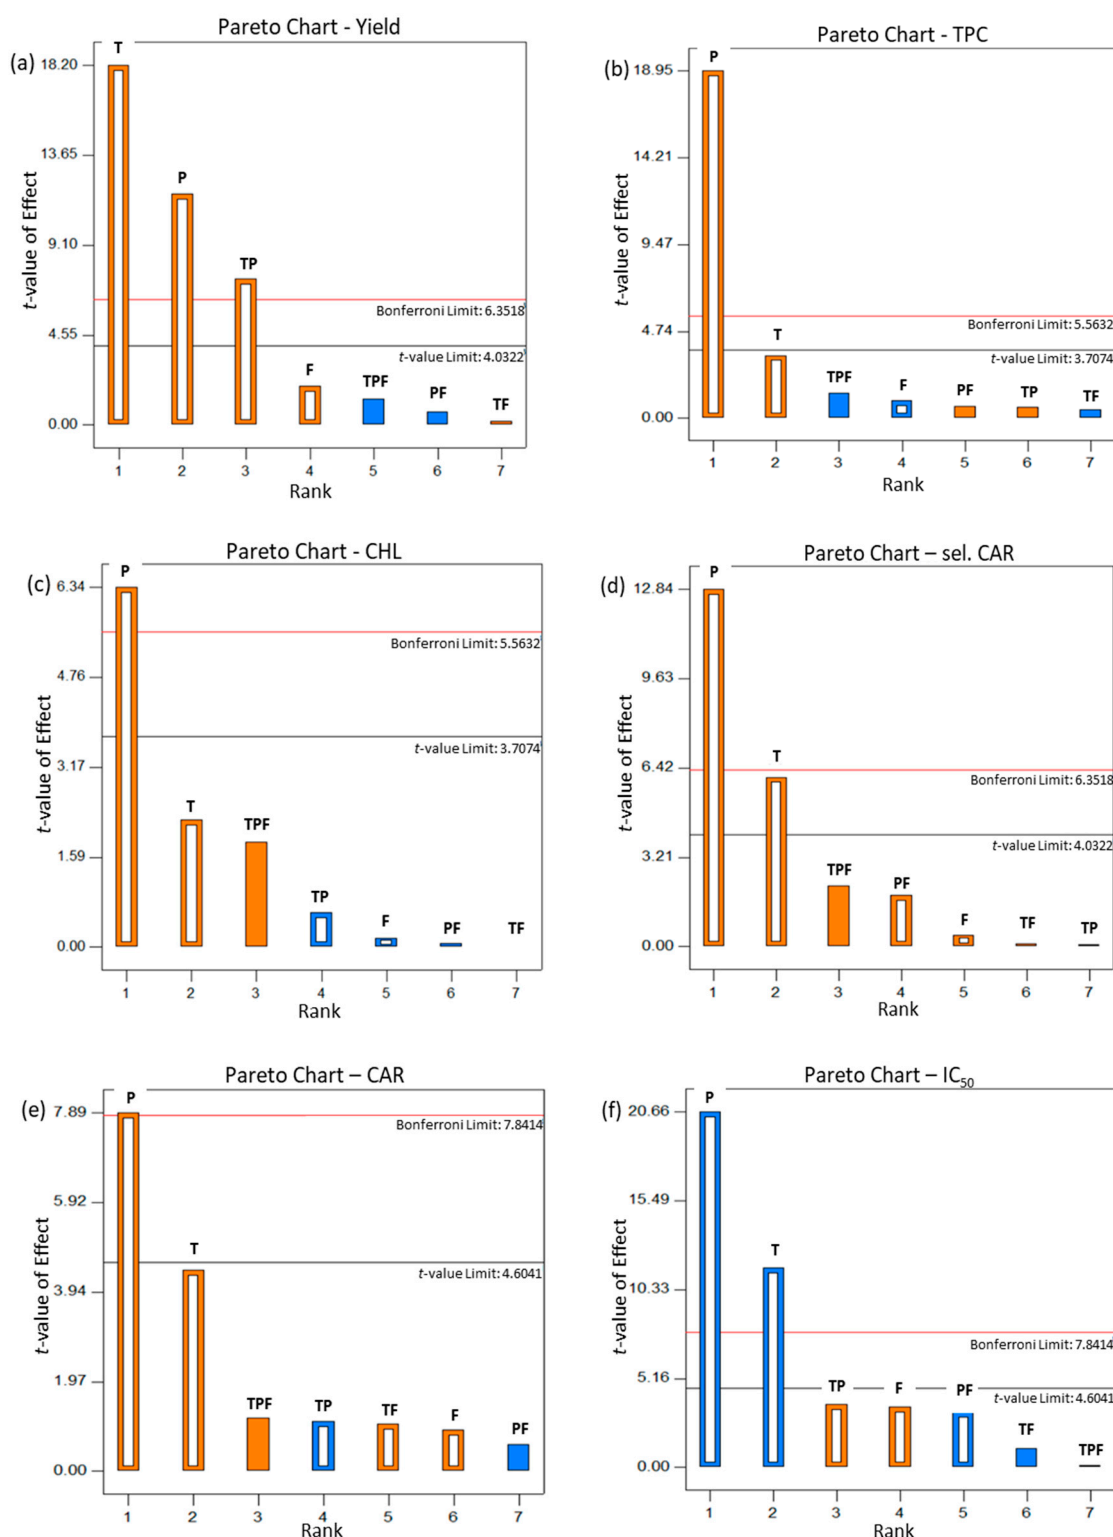 Pareto Chart - Yield
(a)
T
18.20
13.65
P
9.10
TP
Bonferroni Limit: 6.3518
4.55
t-value Limit: 4.0322
F
TPF
PF
TF
0.00
t-value of Effect
1 2 3 4 5 6 7
Rank
Pareto Chart - TPC
(b)
P
18.95
14.21
9.47
Bonferroni Limit: 5.5632
4.74
T
t-value Limit: 3.7074
TPF
F
PF
TP
TF
0.00
t-value of Effect
1 2 3 4 5 6 7
Rank
Pareto Chart - CHL
(c)
P
6.34
Bonferroni Limit: 5.5632
4.76
t-value Limit: 3.7074
3.17
T
TPF
1.59
TP
F
PF
TF
0.00
t-value of Effect
1 2 3 4 5 6 7
Rank
Pareto Chart – sel. CAR
(d)
P
12.84
9.63
T
6.42
Bonferroni Limit: 6.3518
t-value Limit: 4.0322
3.21
TPF
PF
F
TF
TP
0.00
t-value of Effect
1 2 3 4 5 6 7
Rank
Pareto Chart – CAR
(e)
P
7.89
Bonferroni Limit: 7.8414
5.92
T
t-value Limit: 4.6041
3.94
1.97
TPF
TP
TF
F
PF
0.00
t-value of Effect
1 2 3 4 5 6 7
Rank
Pareto Chart – IC50
(f)
P
20.66
15.49
T
10.33
Bonferroni Limit: 7.8414
5.16
t-value Limit: 4.6041
TP
F
PF
TF
TPF
0.00
t-value of Effect
1 2 3 4 5 6 7
Rank